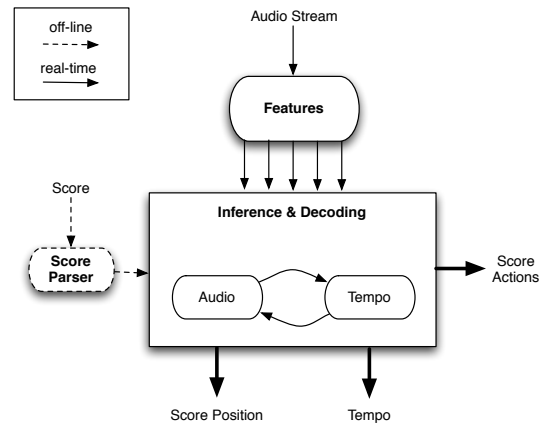 off-line
real-time
Audio Stream
Features
Score
Score
Parser
Inference & Decoding
Audio
Tempo
Score
Actions
Score Position
Tempo